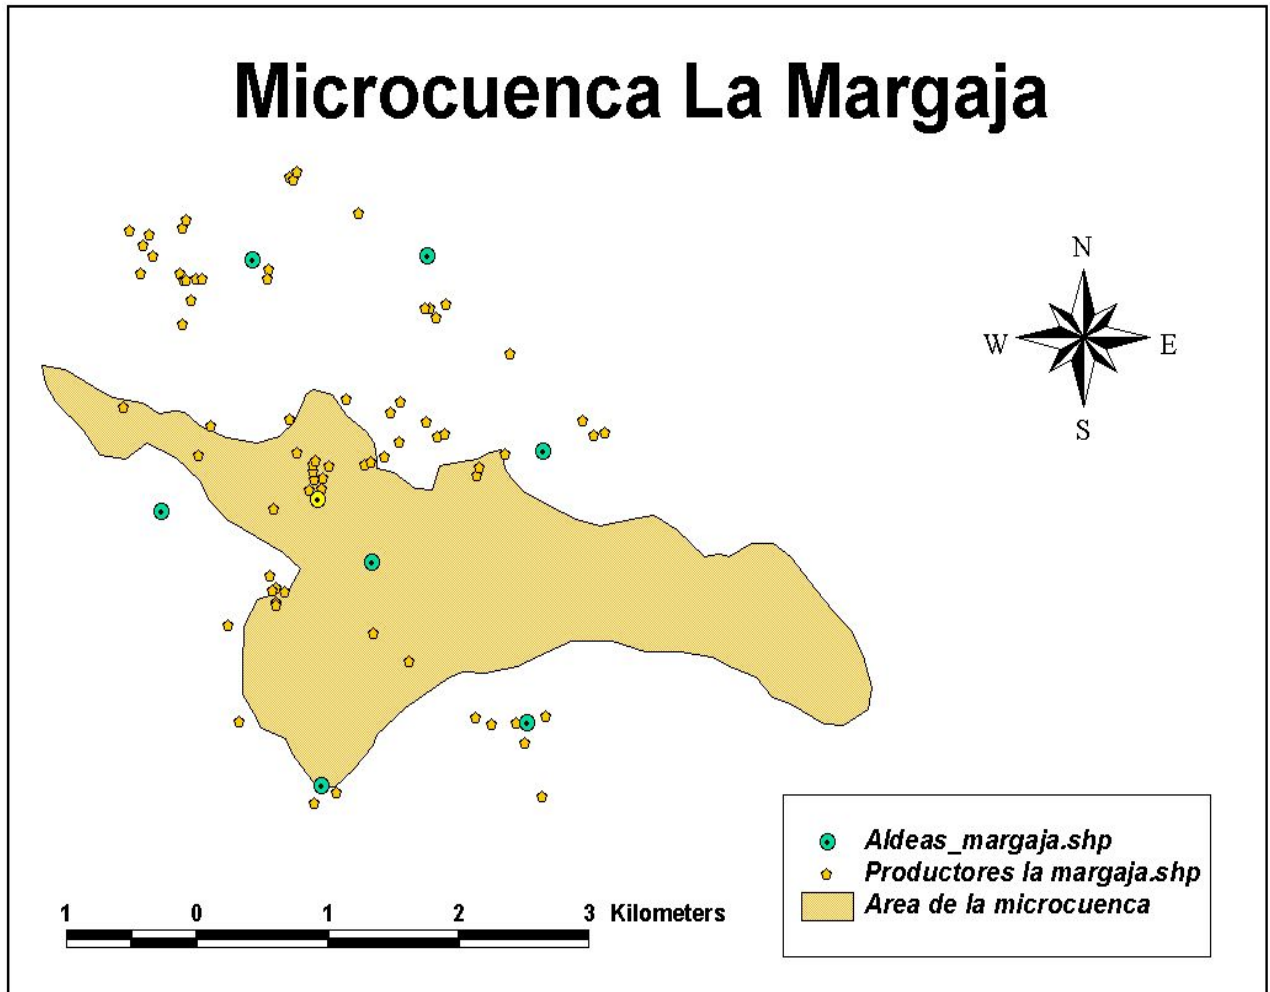 Microcuenca La Margaja
N
W
E
S
Aldeas_margaja.shp
Productores la margaja.shp
Area de la microcuenca
1 0 1 2 3 Kilometers